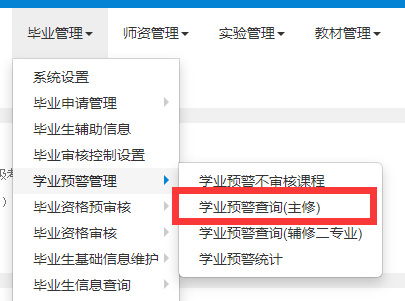 毕业管理 师资管理 实验管理 教材管理
系统设置
毕业申请管理
毕业生辅助信息
毕业审核控制设置
学业预警管理 学业预警不审核课程
毕业资格预审核 学业预警查询(主修)
毕业资格审核 学业预警查询(辅修二专业)
毕业生基础信息维护 学业预警统计
毕业生信息查询